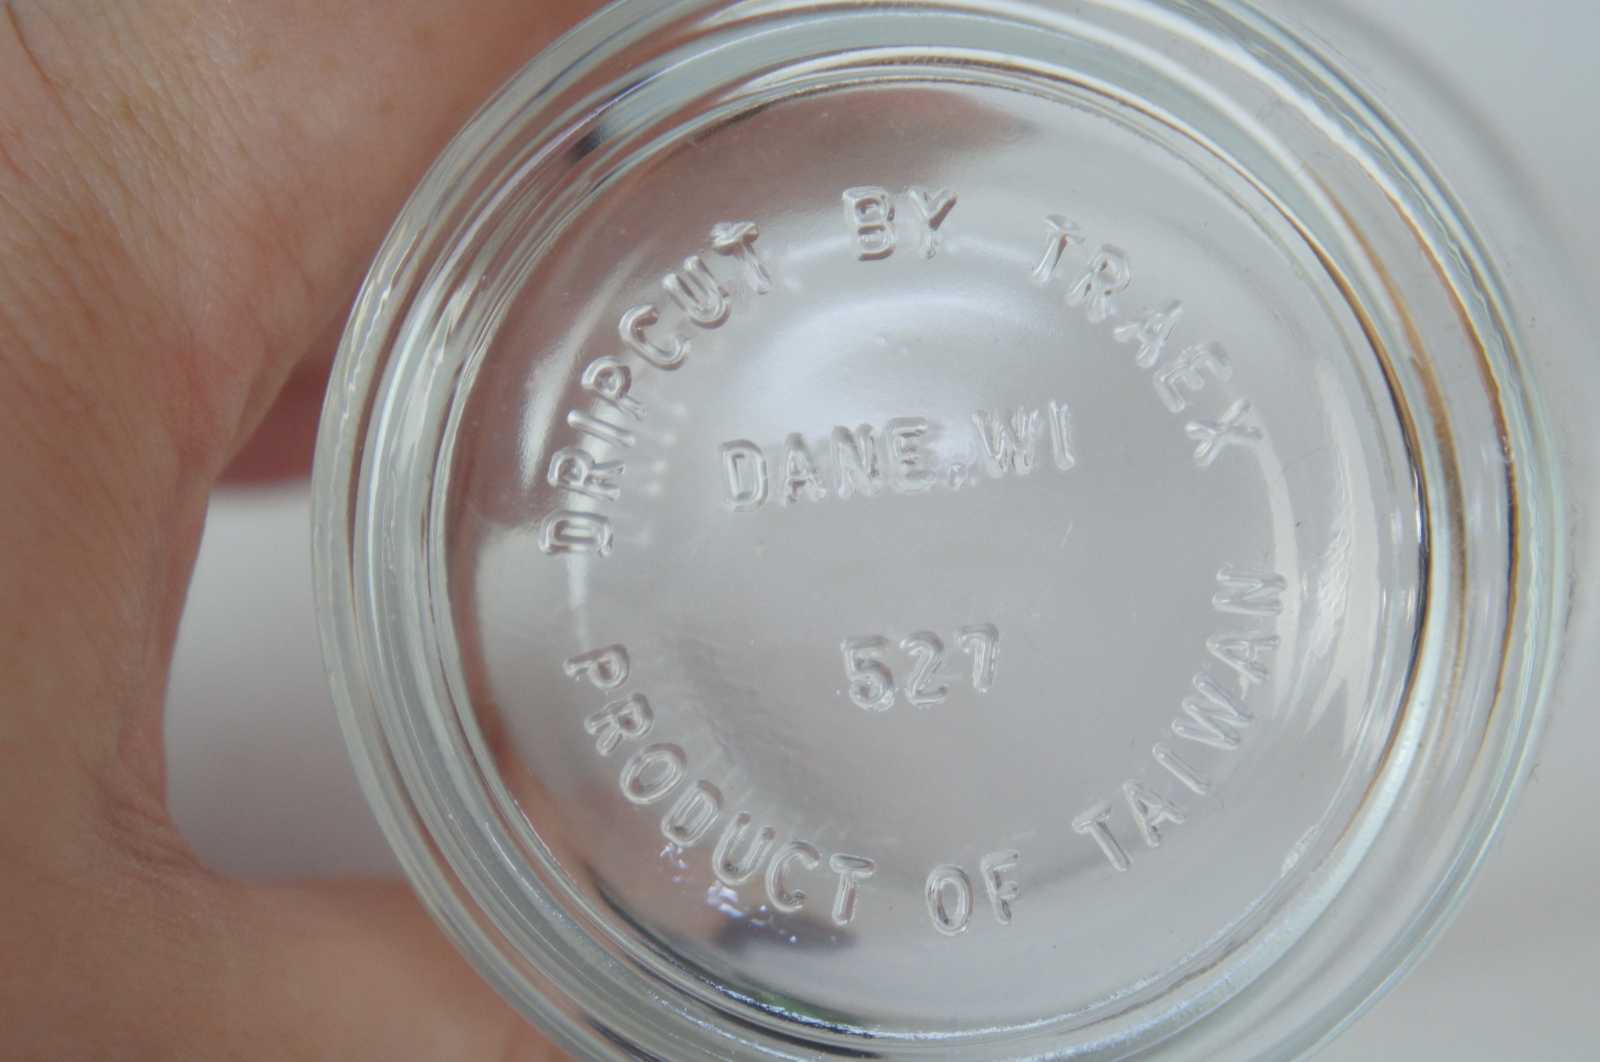 DRIPCUT BY TRAEX
DANE, WI
527
PRODUCT OF TAIWAN